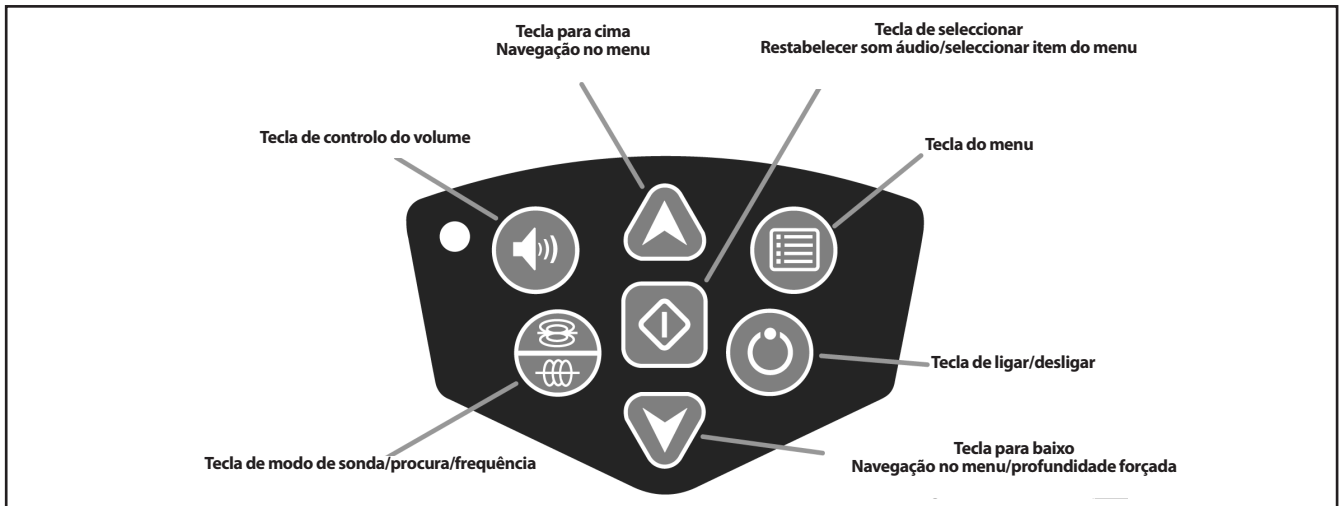 Tecla para cima
Navegação no menu
Tecla de seleccionar
Restabelecer som áudio/seleccionar item do menu
Tecla de controlo do volume
Tecla do menu
Tecla de ligar/desligar
Tecla de modo de sonda/procura/frequência
Tecla para baixo
Navegação no menu/profundidade forçada